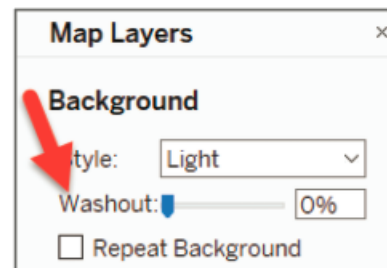 Map Layers ×
Background
Style: Light
Washout: 0%
Repeat Background